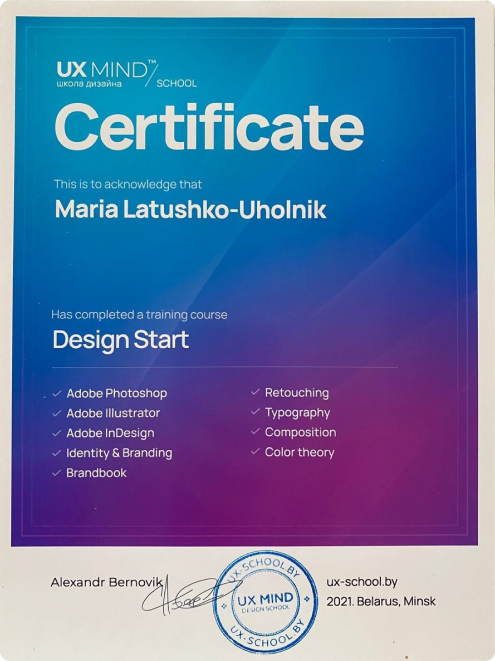 UX MIND™
школа дизайна / SCHOOL
Certificate
This is to acknowledge that
Maria Latushko-Uholnik
Has completed a training course
Design Start
Adobe Photoshop
Adobe Illustrator
Adobe InDesign
Identity & Branding
Brandbook
Retouching
Typography
Composition
Color theory
Alexandr Bernovik
UX-SCHOOL.BY
UX MIND
DESIGN SCHOOL
UX-SCHOOL.BY
ux-school.by
2021. Belarus, Minsk